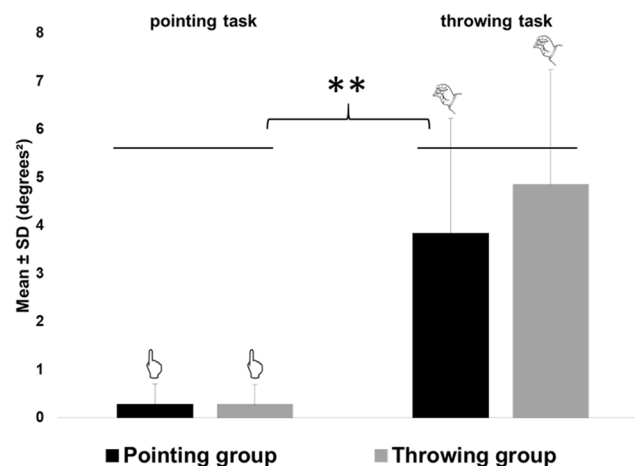 pointing task
throwing task
**
Mean ± SD (degrees²)
8
7
6
5
4
3
2
1
0
Pointing group
Throwing group